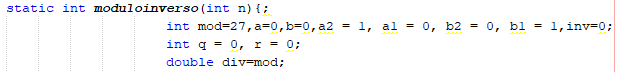 static int moduloinverso(int n){;
int mod=27,a=0,b=0,a2 = 1, a1 = 0, b2 = 0, b1 = 1,inv=0;
int q = 0, r = 0;
double div=mod;